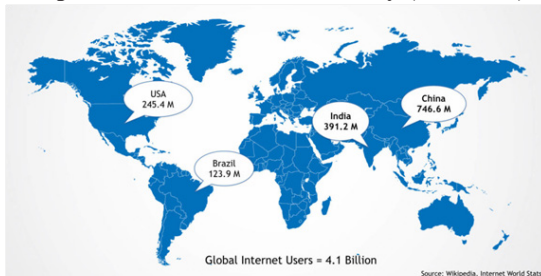 USA
245.4 M
China
746.6 M
India
391.2 M
Brazil
123.9 M
Global Internet Users = 4.1 Billion
Source: Wikipedia, Internet World Stats